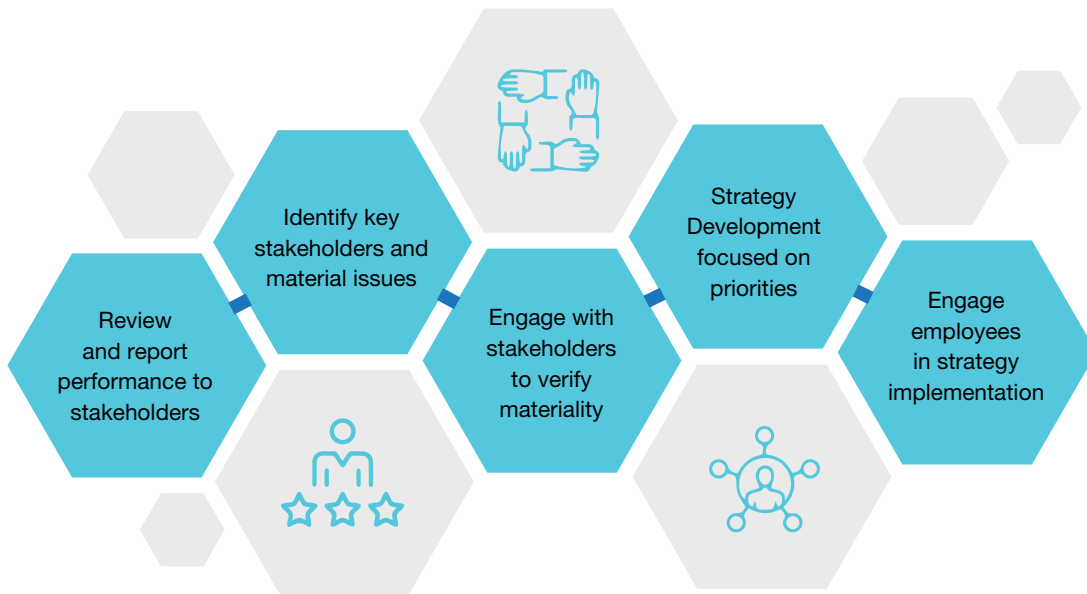 Review
and report
performance to
stakeholders
Identify key
stakeholders and
material issues
Engage with
stakeholders
to verify
materiality
Strategy
Development
focused on
priorities
Engage
employees
in strategy
implementation